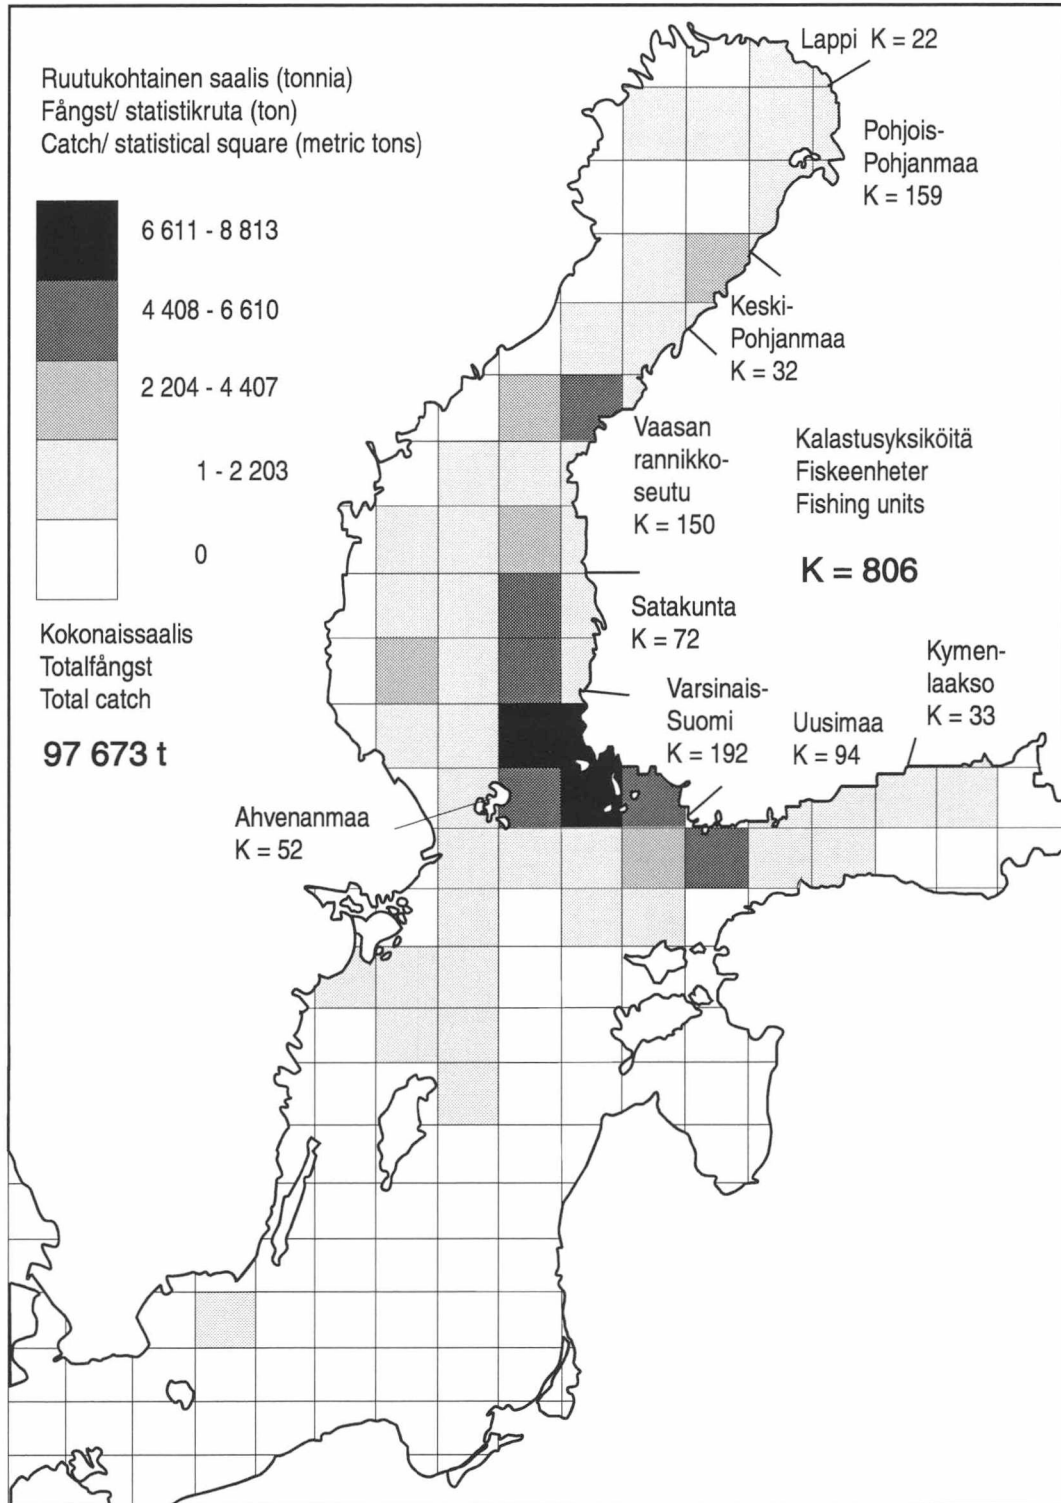 Ruutukohtainen saalis (tonnia)
Fångst/ statistikruta (ton)
Catch/ statistical square (metric tons)
6 611 - 8 813
4 408 - 6 610
2 204 - 4 407
1 - 2 203
0
Kokonaissaalis
Totalfångst
Total catch
97 673 t
Lappi K = 22
Pohjois-
Pohjanmaa
K = 159
Keski-
Pohjanmaa
K = 32
Vaasan
rannikko-
seutu
K = 150
Kalastusyksiköitä
Fiskeenheter
Fishing units
K = 806
Satakunta
K = 72
Varsinais-
Suomi
K = 192
Uusimaa
K = 94
Kymen-
laakso
K = 33
Ahvenanmaa
K = 52